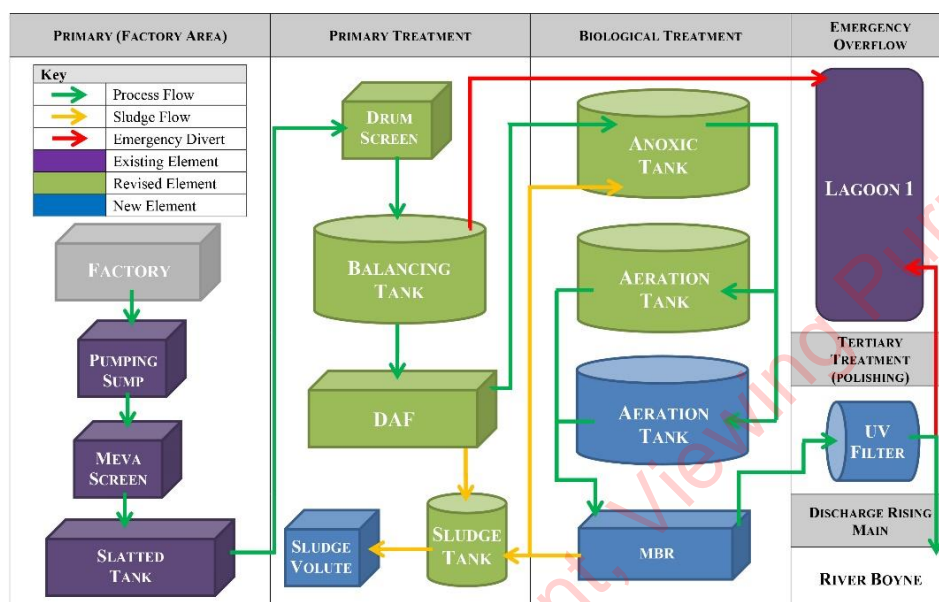 PRIMARY (FACTORY AREA)
PRIMARY TREATMENT
BIOLOGICAL TREATMENT
EMERGENCY
OVERFLOW
Key
Process Flow
Sludge Flow
Emergency Divert
Existing Element
Revised Element
New Element
FACTORY
PUMPING
SUMP
MEVA
SCREEN
SLATTED
TANK
DRUM
SCREEN
BALANCING
TANK
DAF
SLUDGE
VOLUTE
SLUDGE
TANK
ANOXIC
TANK
AERATION
TANK
AERATION
TANK
MBR
LAGOON 1
TERTIARY
TREATMENT
(POLISHING)
UV
FILTER
DISCHARGE RISING
MAIN
RIVER BOYNE
Viewing